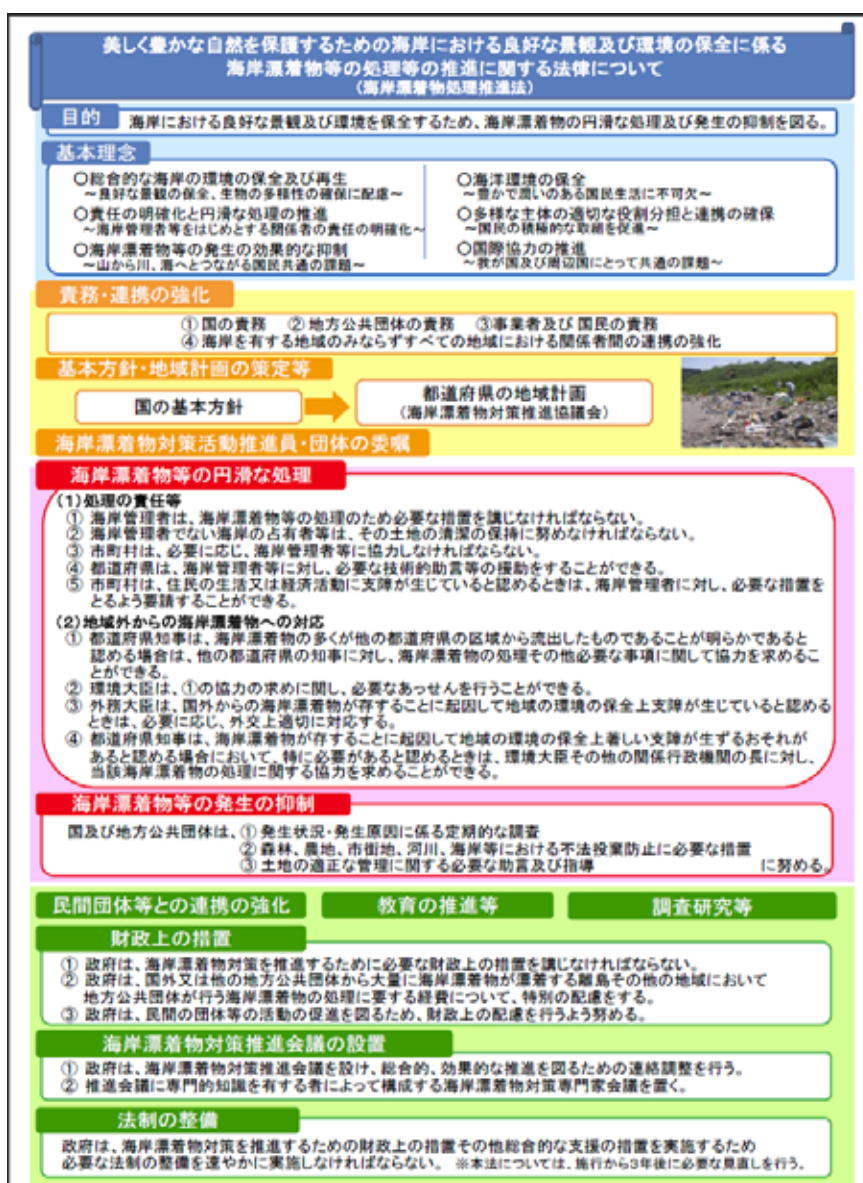 美しく豊かな自然を保護するための海岸における良好な景観及び環境の保全に係る
海岸漂着物等の処理等の推進に関する法律について
(海岸漂着物処理推進法)
目的
海岸における良好な景観及び環境を保全するため、海岸漂着物の円滑な処理及び発生の抑制を図る。
基本理念
○総合的な海岸の環境の保全及び再生
～良好な景観の保全、生物の多様性の確保に配慮～
○責任の明確化と円滑な処理の推進
～海岸管理者等をはじめとする関係者の責任の明確化～
○海岸漂着物等の発生の効果的な抑制
～山から川、海へとつながる国民共通の課題～
○海洋環境の保全
～豊かで潤いのある国民生活に不可欠～
○多様な主体の適切な役割分担と連携の確保
～国民の積極的な取組を促進～
○国際協力の推進
～我が国及び周辺国にとって共通の課題～
責務・連携の強化
① 国の責務 ② 地方公共団体の責務 ③事業者及び 国民の責務
④ 海岸を有する地域のみならずすべての地域における関係者間の連携の強化
基本方針・地域計画の策定等
国の基本方針
都道府県の地域計画
(海岸漂着物対策推進協議会)
海岸漂着物対策活動推進員・団体の委嘱
海岸漂着物等の円滑な処理
(1)処理の責任等
① 海岸管理者は、海岸漂着物等の処理のため必要な措置を講じなければならない。
② 海岸管理者でない海岸の占有者等は、その土地の清潔の保持に努めなければならない。
③ 市町村は、必要に応じ、海岸管理者等に協力しなければならない。
④ 都道府県は、海岸管理者等に対し、必要な技術的助言等の援助をすることができる。
⑤ 市町村は、住民の生活又は経済活動に支障が生じていると認めるときは、海岸管理者に対し、必要な措置を
とるよう要請することができる。
(2)地域外からの海岸漂着物への対応
① 都道府県知事は、海岸漂着物の多くが他の都道府県の区域から流出したものであることが明らかであると
認める場合は、他の都道府県の知事に対し、海岸漂着物の処理その他必要な事項に関して協力を求めるこ
とができる。
② 環境大臣は、①の協力の求めに関し、必要なあっせんを行うことができる。
③ 外務大臣は、国外からの海岸漂着物が存することに起因して地域の環境の保全上支障が生じていると認める
ときは、必要に応じ、外交上適切に対応する。
④ 都道府県知事は、海岸漂着物が存することに起因して地域の環境の保全上著しい支障が生ずるおそれが
あると認める場合において、特に必要があると認めるときは、環境大臣その他の関係行政機関の長に対し、
当該海岸漂着物の処理に関する協力を求めることができる。
海岸漂着物等の発生の抑制
国及び地方公共団体は、① 発生状況・発生原因に係る定期的な調査
② 森林、農地、市街地、河川、海岸等における不法投棄防止に必要な措置
③ 土地の適正な管理に関する必要な助言及び指導 に努める。
民間団体等との連携の強化
教育の推進等
調査研究等
財政上の措置
① 政府は、海岸漂着物対策を推進するために必要な財政上の措置を講じなければならない。
② 政府は、国外又は他の地方公共団体から大量に海岸漂着物が漂着する離島その他の地域において
地方公共団体が行う海岸漂着物の処理に要する経費について、特別の配慮をする。
③ 政府は、民間の団体等の活動の促進を図るため、財政上の配慮を行うよう努める。
海岸漂着物対策推進会議の設置
① 政府は、海岸漂着物対策推進会議を設け、総合的、効果的な推進を図るための連絡調整を行う。
② 推進会議に専門的知識を有する者によって構成する海岸漂着物対策専門家会議を置く。
法制の整備
政府は、海岸漂着物対策を推進するための財政上の措置その他総合的な支援の措置を実施するため
必要な法制の整備を速やかに実施しなければならない。 ※本法については、施行から3年後に必要な見直しを行う。